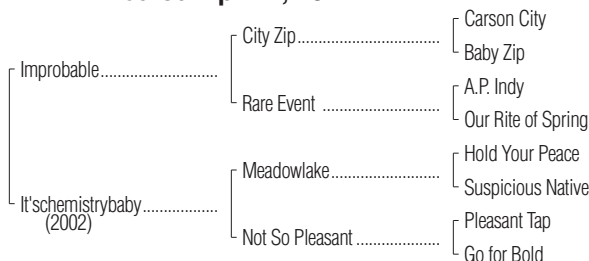 Carson City
City Zip
Baby Zip
Improbable
A.P. Indy
Rare Event
Our Rite of Spring
Hold Your Peace
Meadowlake
Suspicious Native
It'schemistrybaby
(2002)
Pleasant Tap
Not So Pleasant
Go for Bold